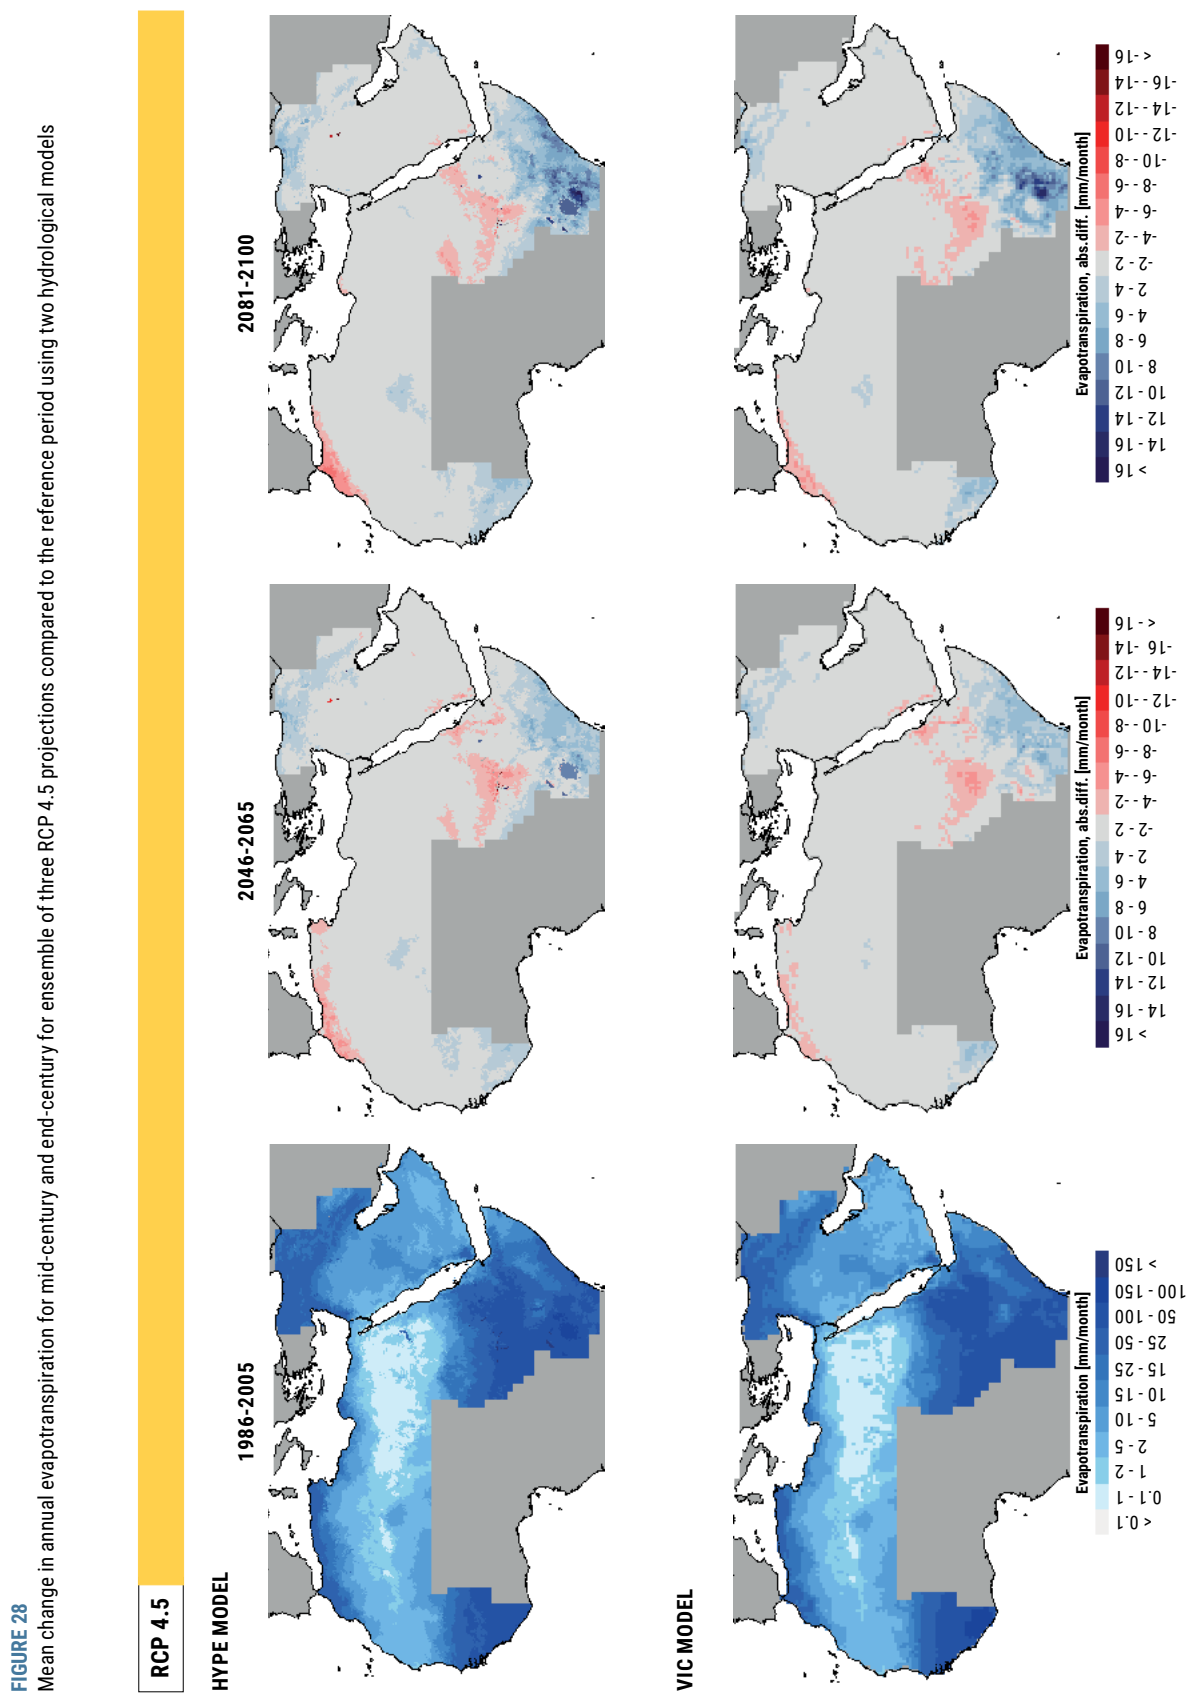 FIGURE 28
Mean change in annual evapotranspiration for mid-century and end-century for ensemble of three RCP 4.5 projections compared to the reference period using two hydrological models
RCP 4.5
HYPE MODEL
1986-2005
2046-2065
2081-2100
VIC MODEL
Evapotranspiration [mm/month]
< 0.1
0.1 - 1
1 - 2
2 - 5
5 - 10
10 - 15
15 - 25
25 - 50
50 - 100
100 - 150
> 150
Evapotranspiration, abs.diff. [mm/month]
>16
14 - 16
12 - 14
10 - 12
8 - 10
6 - 8
4 - 6
2 - 4
-2 - 2
-4 - -2
-6 - -4
-8 - -6
-10 - -8
-12 - -10
-14 - -12
-16 - -14
< -16
Evapotranspiration, abs.diff. [mm/month]
>16
14 - 16
12 - 14
10 - 12
8 - 10
6 - 8
4 - 6
2 - 4
-2 - 2
-4 - -2
-6 - -4
-8 - -6
-10 - -8
-12 - -10
-14 - -12
-16 - -14
< -16